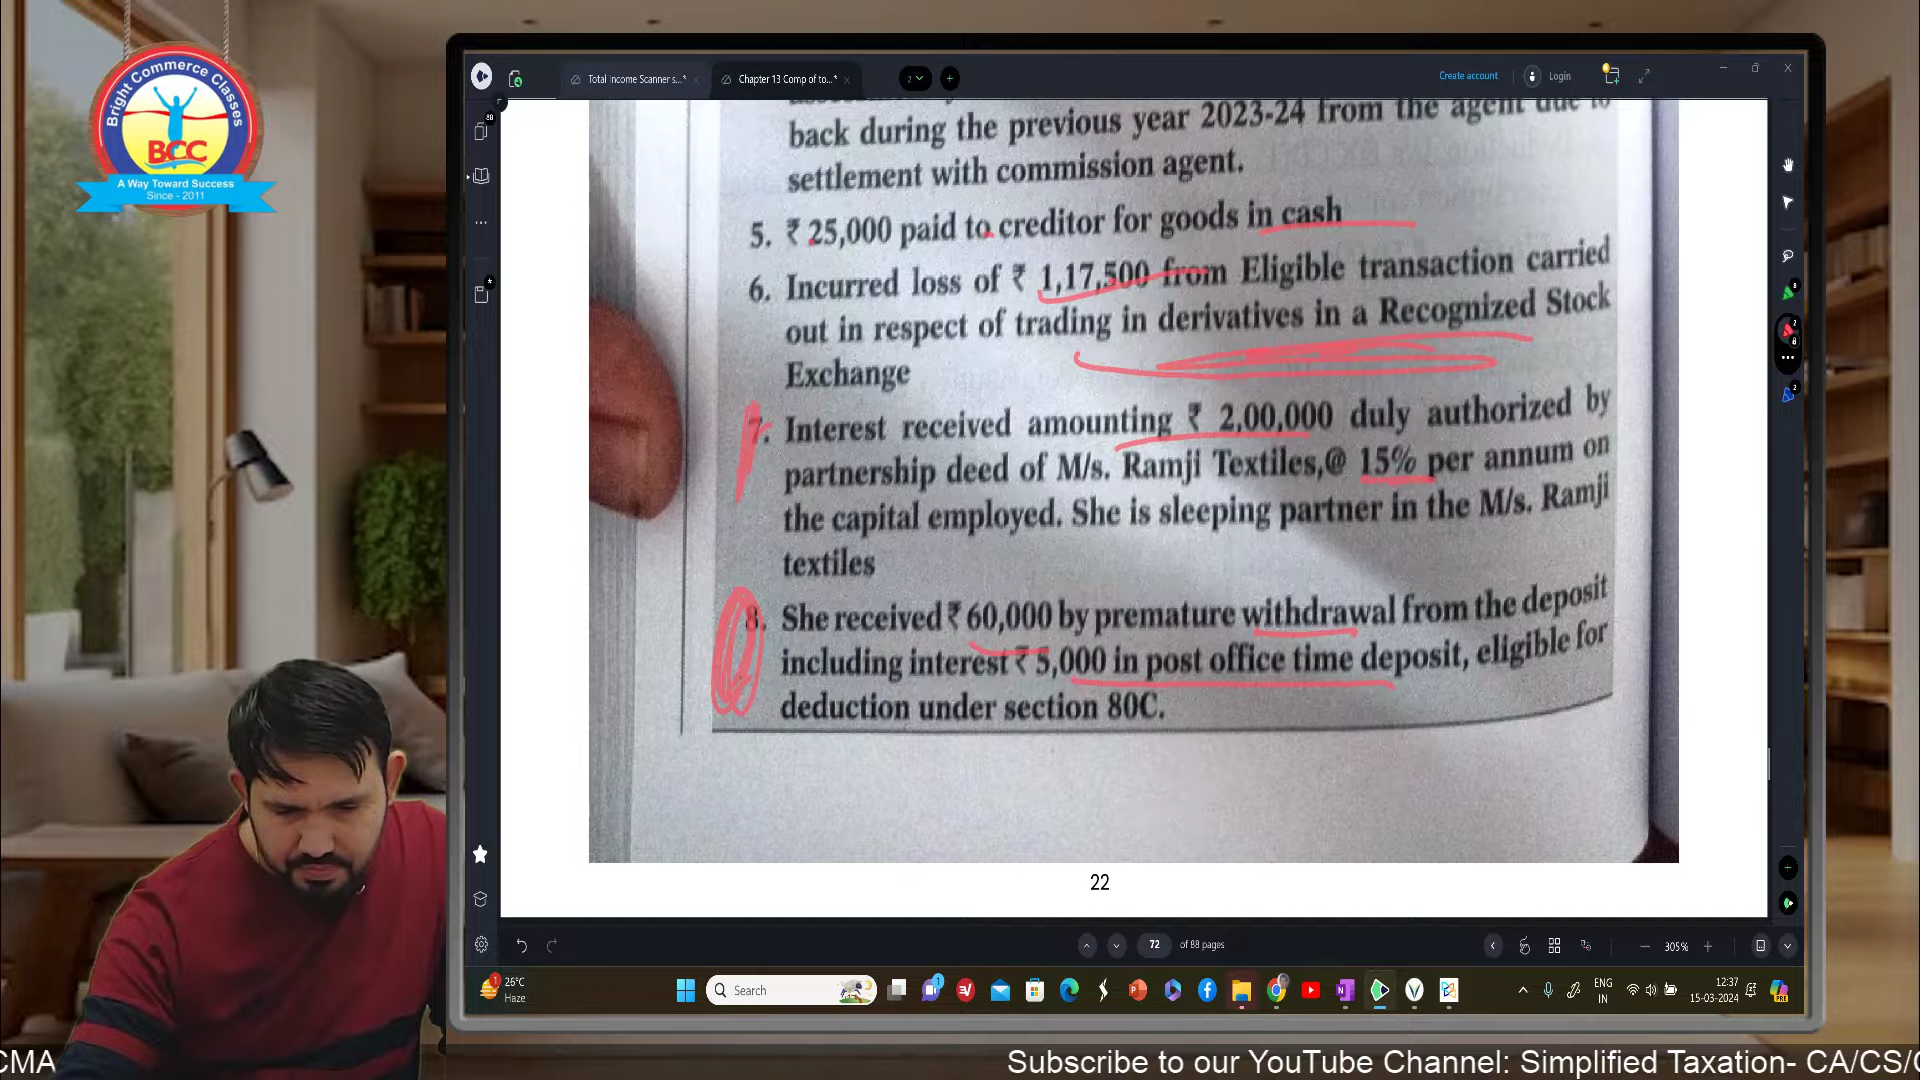 Bright Commerce Classes
BCC
A Way Toward Success
Since - 2011
Total Income Scanner s...*
Chapter 13 Comp of to...*
2
Create account
Login
back during the previous year 2023-24 from the agent due to
settlement with commission agent.
5. ₹ 25,000 paid to creditor for goods in cash
6. Incurred loss of ₹ 1,17,500 from Eligible transaction carried
out in respect of trading in derivatives in a Recognized Stock
Exchange
7. Interest received amounting ₹ 2,00,000 duly authorized by
partnership deed of M/s. Ramji Textiles,@ 15% per annum on
the capital employed. She is sleeping partner in the M/s. Ramji
textiles
8. She received ₹ 60,000 by premature withdrawal from the deposit
including interest ₹ 5,000 in post office time deposit, eligible for
deduction under section 80C.
22
72 of 88 pages
305%
26°C
Haze
Search
ENG
IN
12:37
15-03-2024
CMA
Subscribe to our YouTube Channel: Simplified Taxation- CA/CS/C